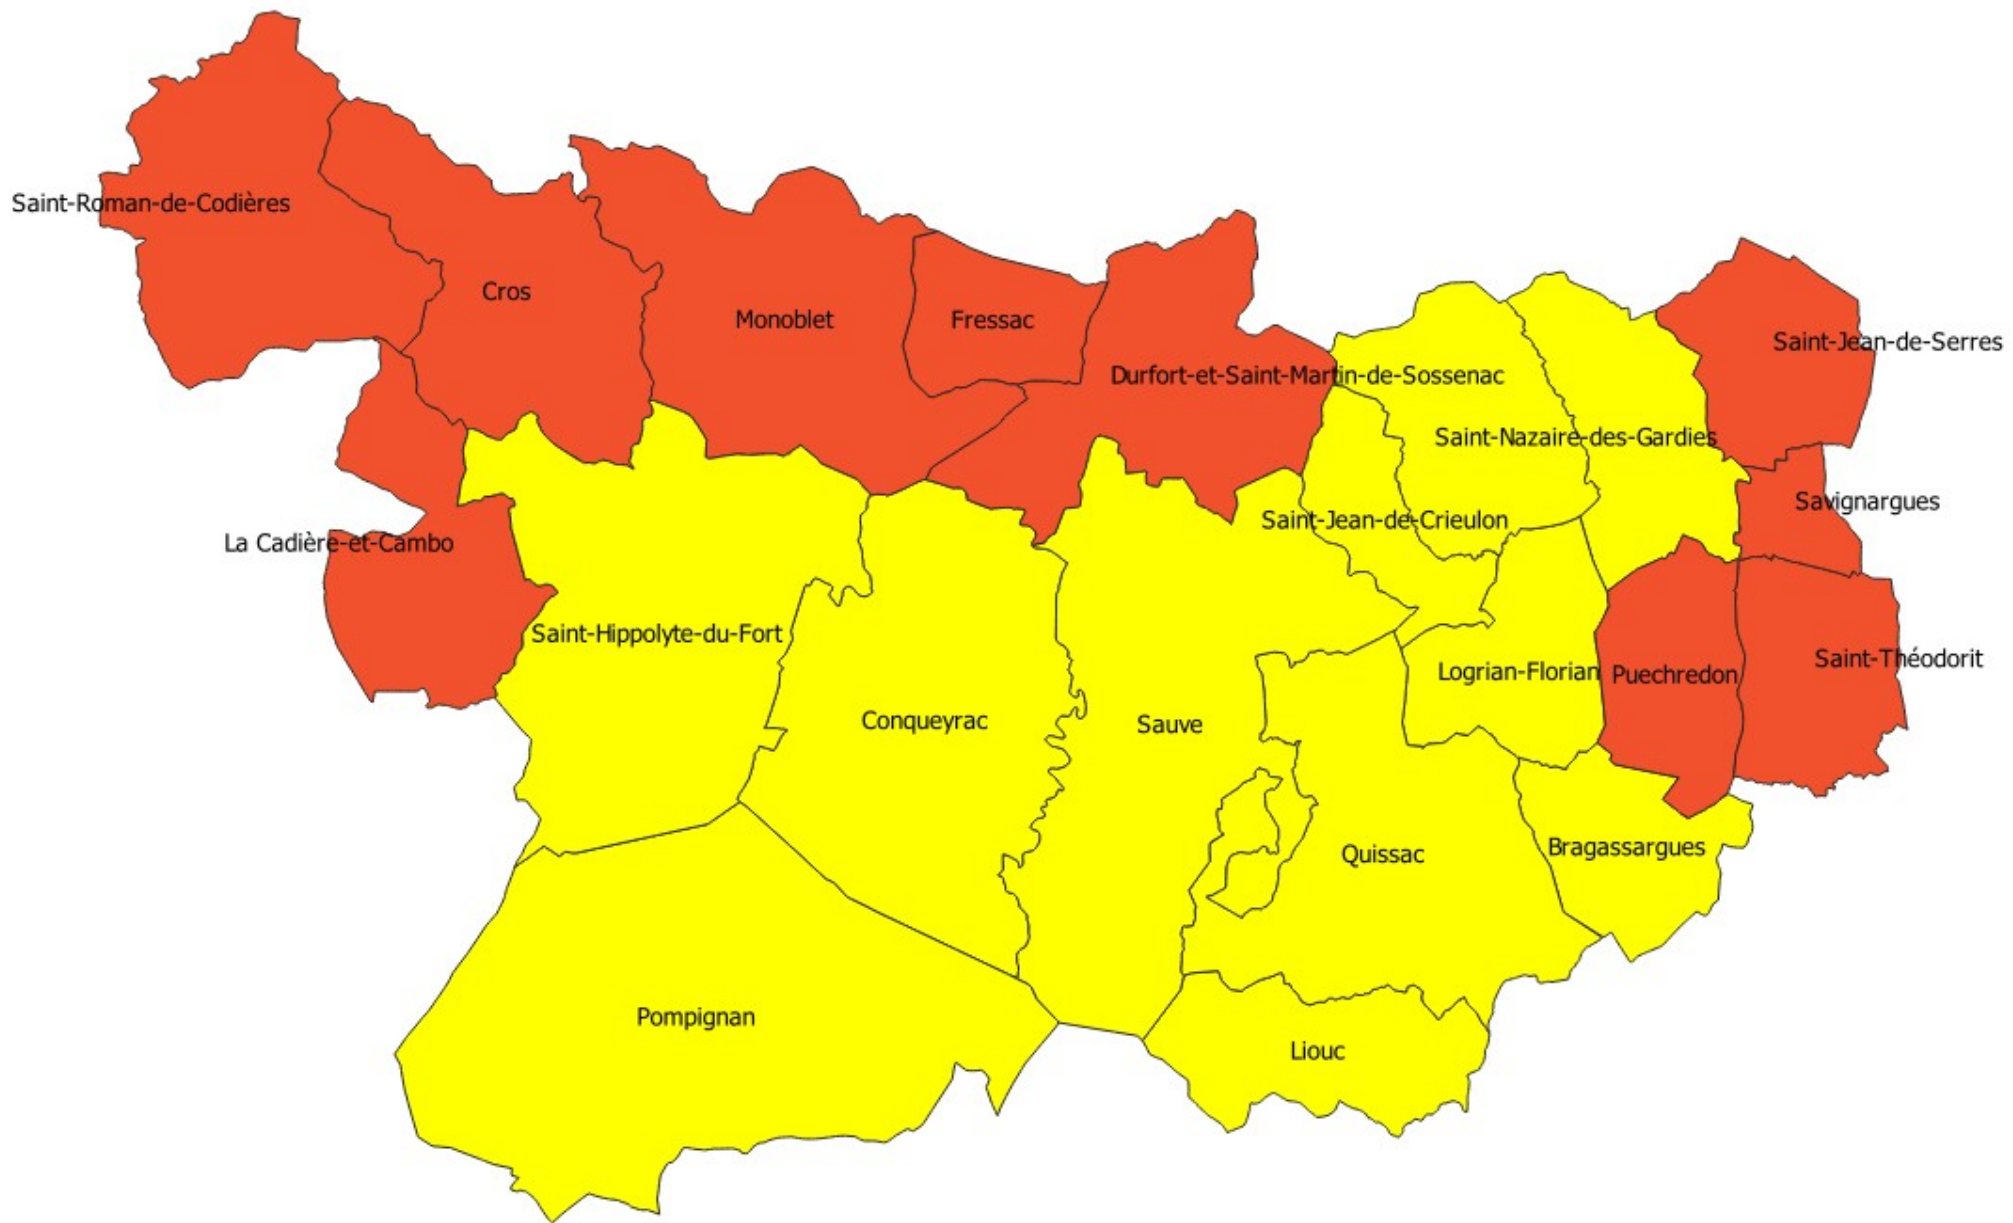 Saint-Roman-de-Codières
Cros
Monoblet
Fressac
Saint-Jean-de-Serres
Durfort-et-Saint-Martin-de-Sossenac
Saint-Nazaire-des-Gardies
Savignargues
Saint-Jean-de-Crieulon
La Cadière-et-Cambo
Saint-Hippolyte-du-Fort
Saint-Théodorit
Logrian-Florian
Puechredon
Conqueyrac
Sauve
Bragassargues
Quissac
Pompignan
Liouc